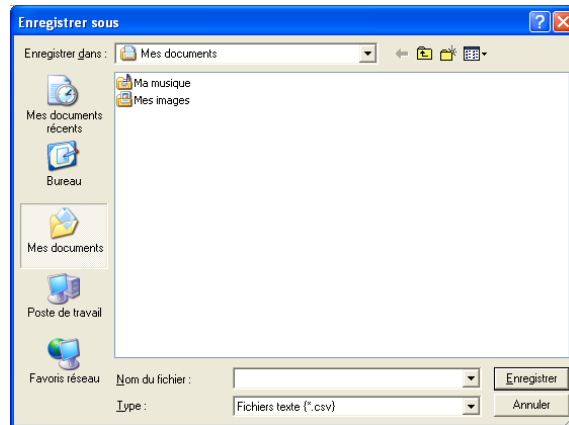 Enregistrer sous
Enregistrer dans : Mes documents
Ma musique
Mes images
Mes documents
récents
Bureau
Mes documents
Poste de travail
Favoris réseau
Nom du fichier : Enregistrer
Type : Fichiers texte (*.csv) Annuler